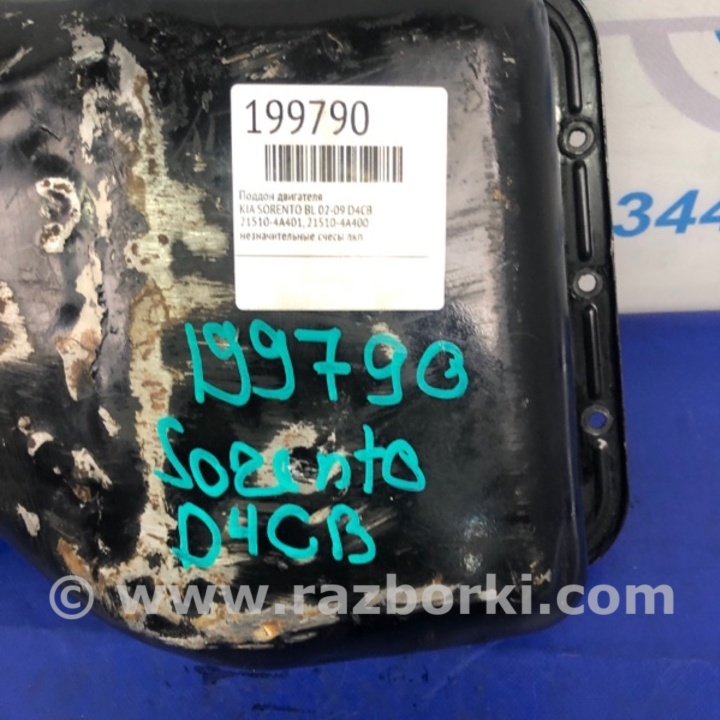 199790
Поддон двигателя
KIA SORENTO BL 02-09 D4CB
21510-4A401, 21510-4A400
незначительные счесы лкп
344
199790
Sorento
D4CB
© www.razborki.com